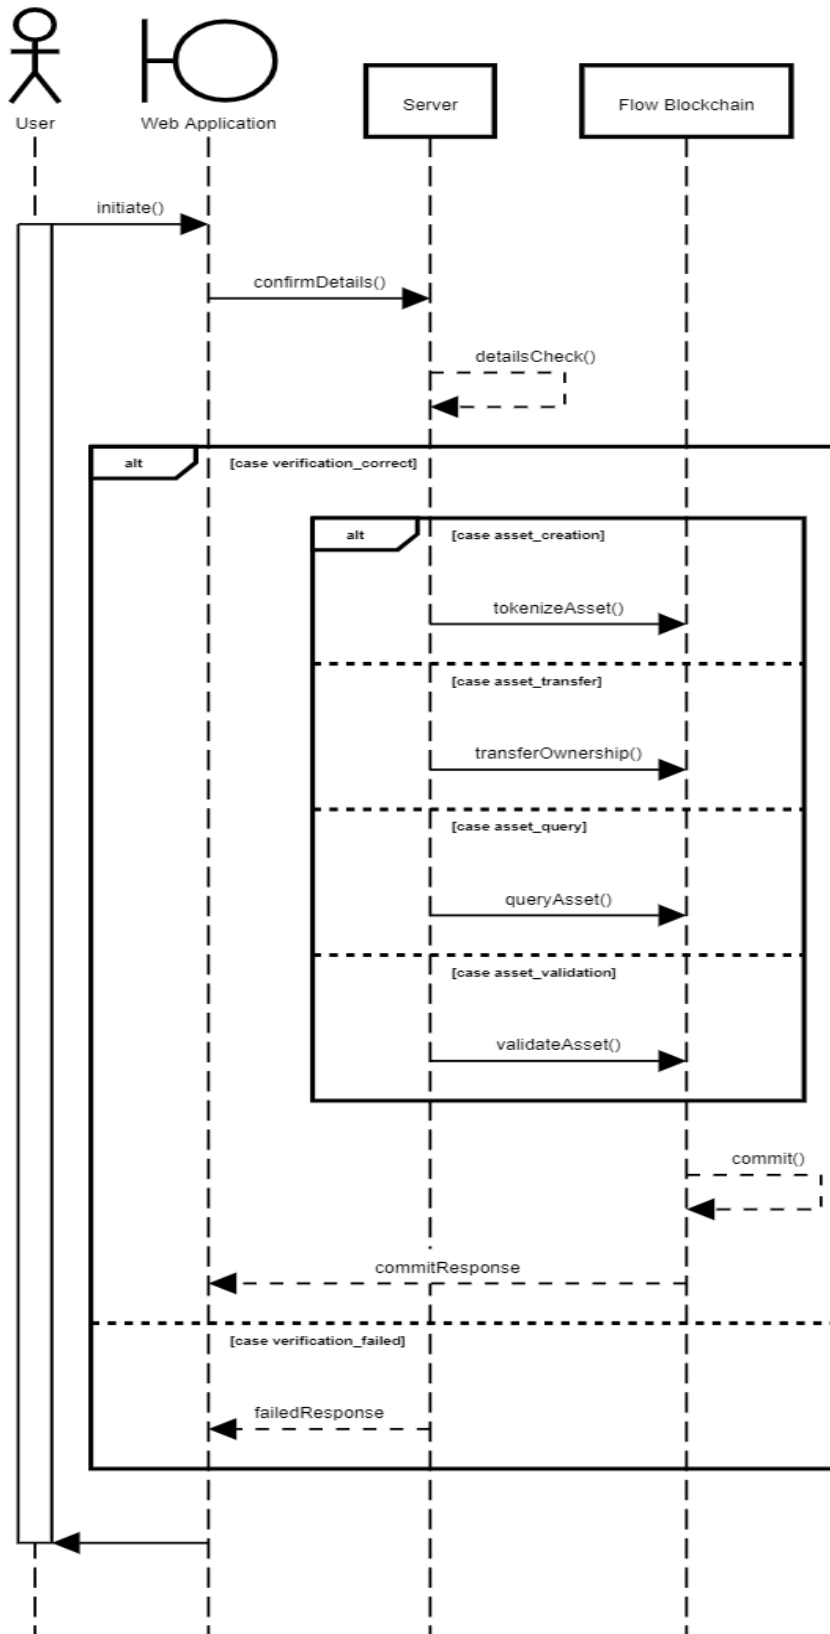 User
Web Application
Server
Flow Blockchain
initiate()
confirmDetails()
detailsCheck()
alt
[case verification_correct]
alt
[case asset_creation]
tokenizeAsset()
[case asset_transfer]
transferOwnership()
[case asset_query]
queryAsset()
[case asset_validation]
validateAsset()
commit()
commitResponse
[case verification_failed]
failedResponse